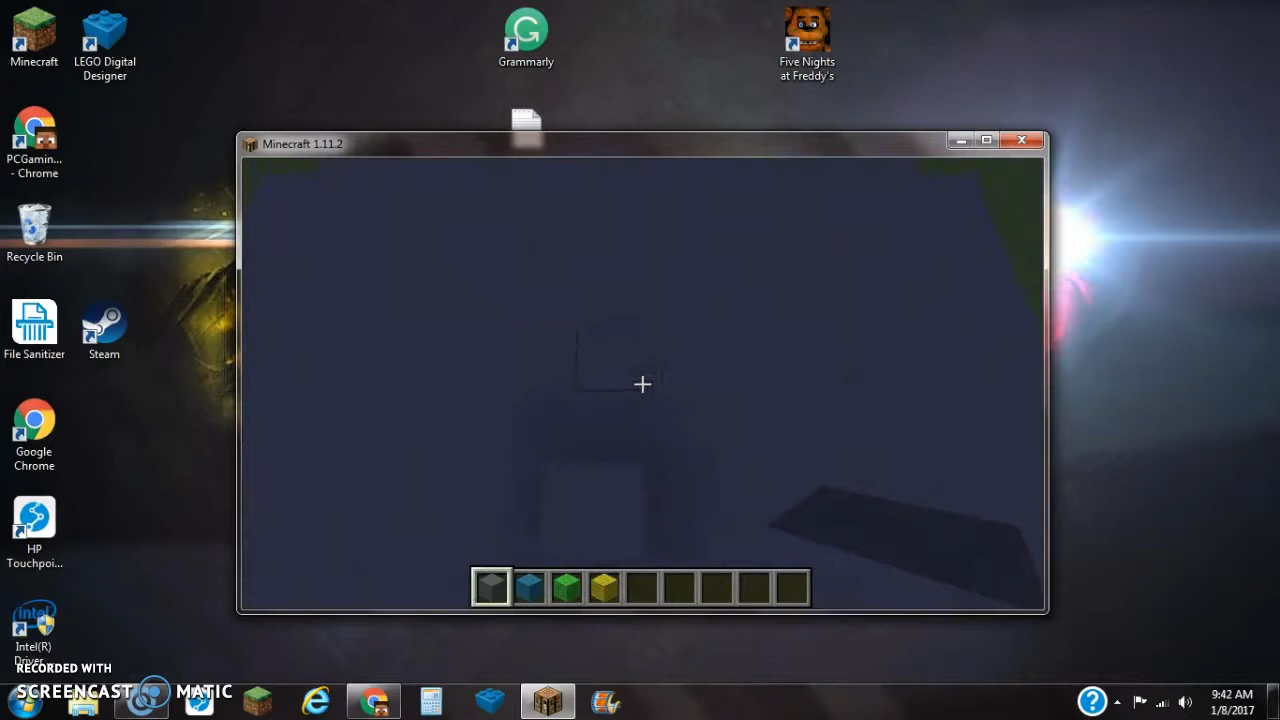 Minecraft
LEGO Digital
Designer
Grammarly
Five Nights
at Freddy's
PCGamin...
- Chrome
Minecraft 1.11.2
Recycle Bin
File Sanitizer
Steam
Google
Chrome
HP
Touchpoi...
Intel(R)
RECORDED WITH
SCREENCAST MATIC
9:42 AM
1/8/2017